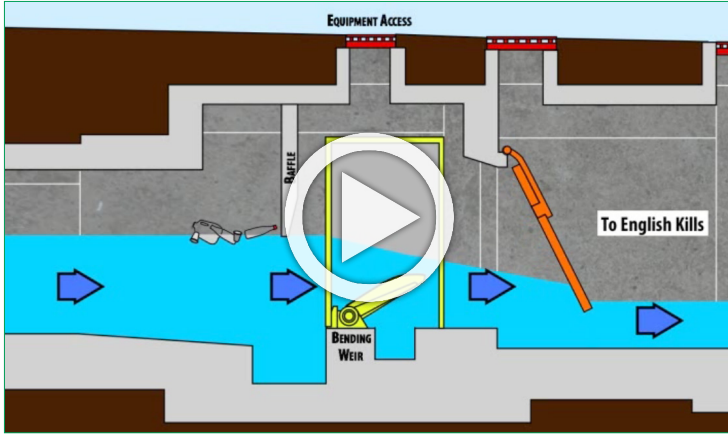 EQUIPMENT ACCESS
BAFFLE
To English Kills
BENDING
WEIR